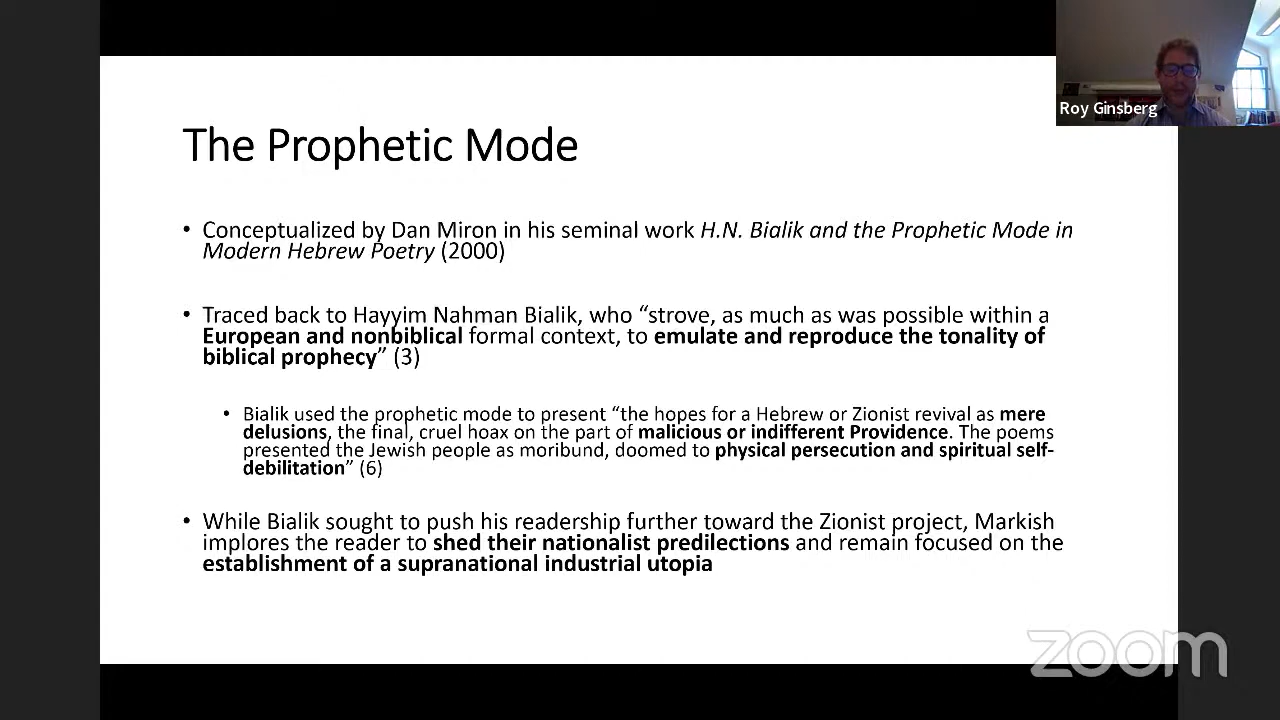 Roy Ginsberg
The Prophetic Mode
• Conceptualized by Dan Miron in his seminal work H.N. Bialik and the Prophetic Mode in
Modern Hebrew Poetry (2000)
• Traced back to Hayyim Nahman Bialik, who “strove, as much as was possible within a
European and nonbiblical formal context, to emulate and reproduce the tonality of
biblical prophecy” (3)
• Bialik used the prophetic mode to present “the hopes for a Hebrew or Zionist revival as mere
delusions, the final, cruel hoax on the part of malicious or indifferent Providence. The poems
presented the Jewish people as moribund, doomed to physical persecution and spiritual self-
debilitation” (6)
• While Bialik sought to push his readership further toward the Zionist project, Markish
implores the reader to shed their nationalist predilections and remain focused on the
establishment of a supranational industrial utopia
zoom